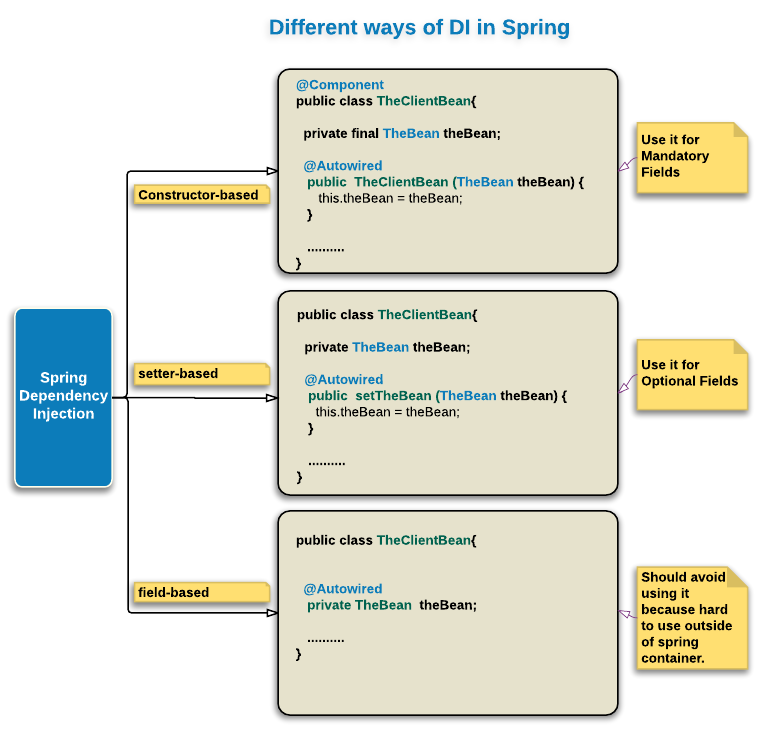 Different ways of DI in Spring
@Component
public class TheClientBean{
private final TheBean theBean;
@Autowired
public TheClientBean (TheBean theBean) {
this.theBean = theBean;
}
..........
}
Use it for
Mandatory
Fields
Constructor-based
public class TheClientBean{
private TheBean theBean;
@Autowired
public setTheBean (TheBean theBean) {
this.theBean = theBean;
}
..........
}
Use it for
Optional Fields
setter-based
Spring
Dependency
Injection
public class TheClientBean{
@Autowired
private TheBean theBean;
..........
}
Should avoid
using it
because hard
to use outside
of spring
container.
field-based